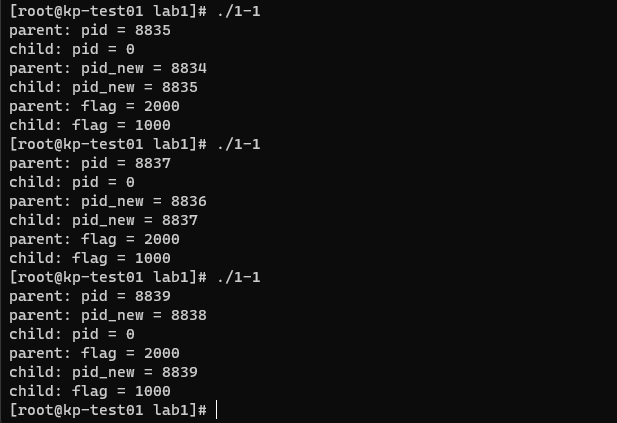 [root@kp-test01 lab1]# ./1-1
parent: pid = 8835
child: pid = 0
parent: pid_new = 8834
child: pid_new = 8835
parent: flag = 2000
child: flag = 1000
[root@kp-test01 lab1]# ./1-1
parent: pid = 8837
child: pid = 0
parent: pid_new = 8836
child: pid_new = 8837
parent: flag = 2000
child: flag = 1000
[root@kp-test01 lab1]# ./1-1
parent: pid = 8839
parent: pid_new = 8838
child: pid = 0
parent: flag = 2000
child: pid_new = 8839
child: flag = 1000
[root@kp-test01 lab1]#